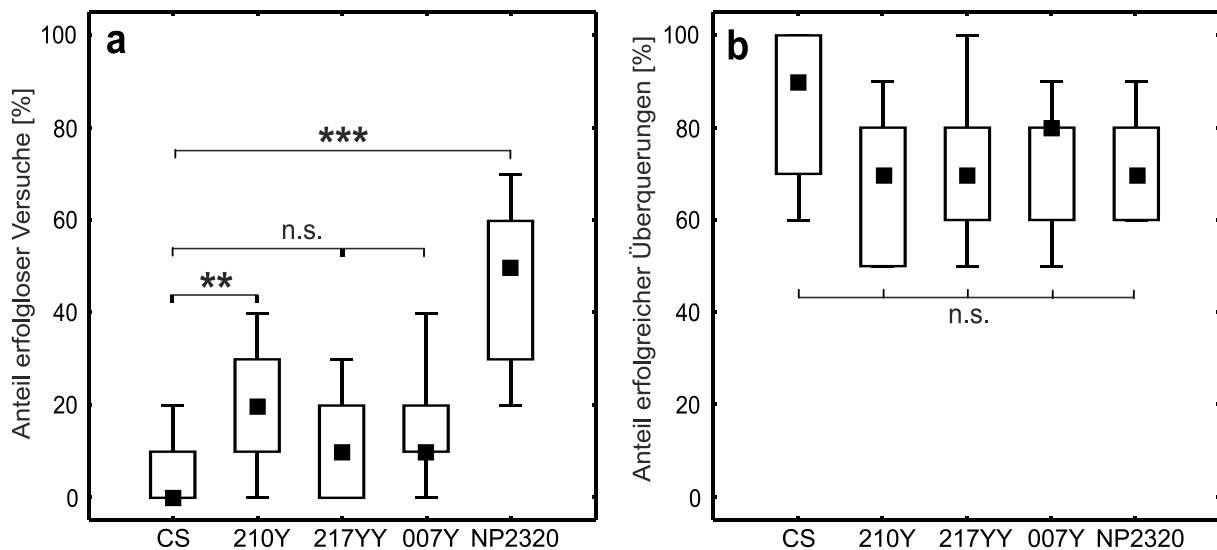 a
Anteil erfolgloser Versuche [%]
100
80
60
40
20
0
***
n.s.
**
CS 210Y 217YY 007Y NP2320
b
Anteil erfolgreicher Überquerungen [%]
100
80
60
40
20
0
n.s.
CS 210Y 217YY 007Y NP2320